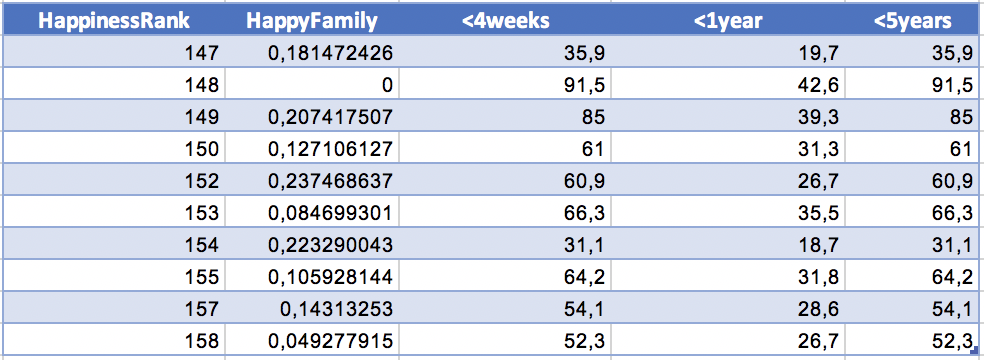 HappinessRank HappyFamily <4weeks <1year <5years
147 0,181472426 35,9 19,7 35,9
148 0 91,5 42,6 91,5
149 0,207417507 85 39,3 85
150 0,127106127 61 31,3 61
152 0,237468637 60,9 26,7 60,9
153 0,084699301 66,3 35,5 66,3
154 0,223290043 31,1 18,7 31,1
155 0,105928144 64,2 31,8 64,2
157 0,14313253 54,1 28,6 54,1
158 0,049277915 52,3 26,7 52,3